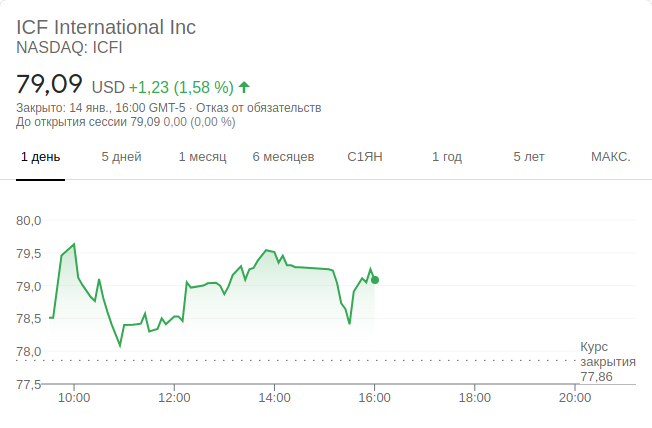 ICF International Inc
NASDAQ: ICFI
79,09 USD +1,23 (1,58 %)
Закрыто: 14 янв., 16:00 GMT-5 · Отказ от обязательств
До открытия сессии 79,09 0,00 (0,00 %)
1 день 5 дней 1 месяц 6 месяцев С1ЯН 1 год 5 лет МАКС.
80,0
79,5
79,0
78,5
78,0
77,5
Курс
закрытия
77,86
10:00 12:00 14:00 16:00 18:00 20:00